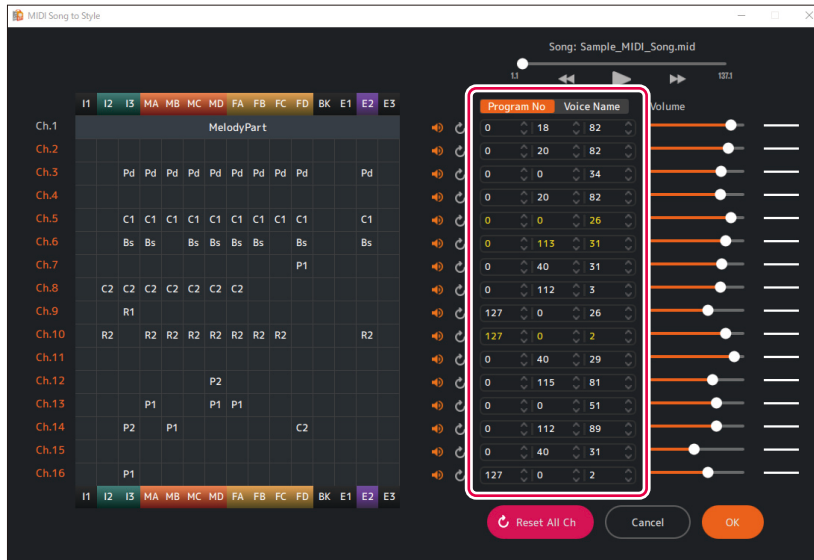 MIDI Song to Style
Song: Sample_MIDI_Song.mid
1.1 137.1
I1 I2 I3 MA MB MC MD FA FB FC FD BK E1 E2 E3 Program No Voice Name Volume
Ch.1 MelodyPart 0 18 82
Ch.2 0 20 82
Ch.3 Pd Pd Pd Pd Pd Pd Pd Pd Pd Pd 0 0 34
Ch.4 0 20 82
Ch.5 C1 C1 C1 C1 C1 C1 C1 C1 C1 C1 0 0 26
Ch.6 Bs Bs Bs Bs Bs Bs Bs Bs 0 113 31
Ch.7 P1 0 40 31
Ch.8 C2 C2 C2 C2 C2 C2 C2 0 112 3
Ch.9 R1 127 0 26
Ch.10 R2 R2 R2 R2 R2 R2 R2 R2 R2 127 0 2
Ch.11 0 40 29
Ch.12 P2 0 115 81
Ch.13 P1 P1 P1 0 0 51
Ch.14 P2 P1 C2 0 112 89
Ch.15 0 40 31
Ch.16 P1 127 0 2
I1 I2 I3 MA MB MC MD FA FB FC FD BK E1 E2 E3
Reset All Ch Cancel OK